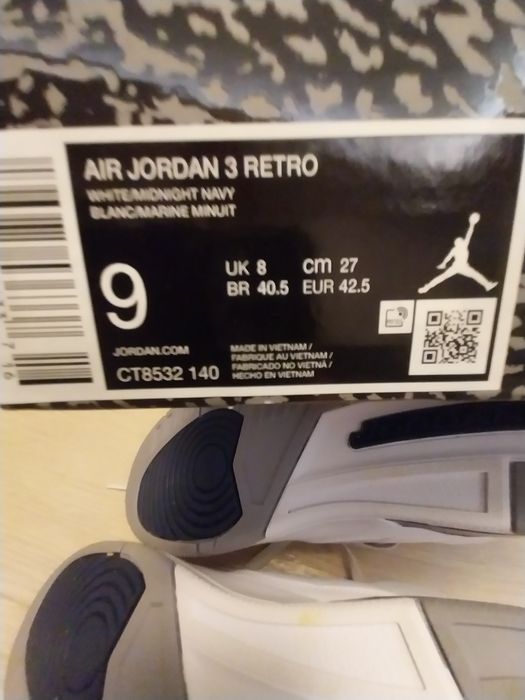 AIR JORDAN 3 RETRO
WHITE/MIDNIGHT NAVY
BLANC/MARINE MINUIT
9
UK 8 cm 27
BR 40.5 EUR 42.5
JORDAN.COM
CT8532 140
MADE IN VIETNAM /
FABRIQUE AU VIETNAM /
FABRICADO NO VIETNÃ /
HECHO EN VIETNAM